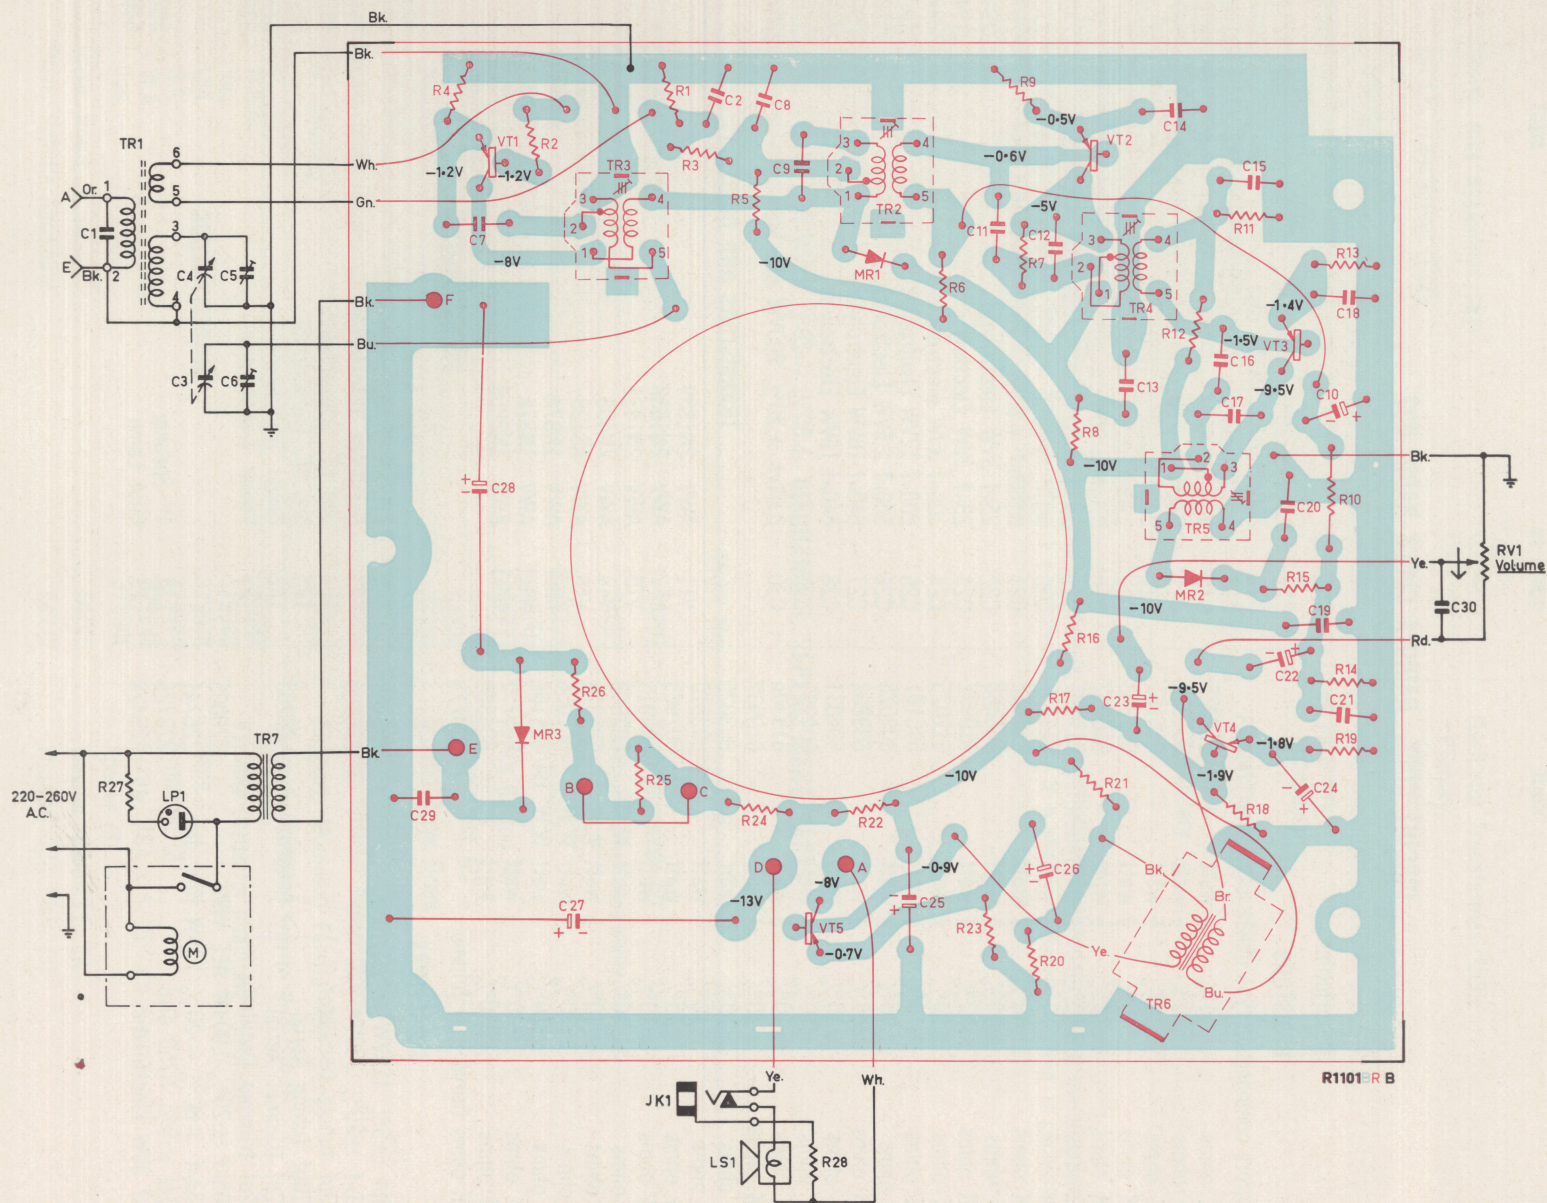 Bk.
Bk.
R4
R1
C2
C8
R9
-0·5V
C14
VT2
TR1
6
Wh.
VT1
R2
-1·2V
-1·2V
R3
TR3
C9
3
4
2
1
5
TR2
-0·6V
C15
A
Or.
1
5
Gn.
C1
3
C7
3
4
2
1
5
R5
C11
-5V
C12
R7
R11
E
Bk.
2
C4
C5
4
-8V
-10V
MR1
R6
3
4
2
1
5
TR4
R13
C18
Bk.
F
-1·4V
Bu.
R12
-1·5V
VT3
C16
C3
C6
C13
-9·5V
C10
-
+
C17
R8
-10V
1
2
3
5
4
TR5
Bk.
+
-
C28
C20
R10
Ye.
RV1
Volume
MR2
R15
-10V
C30
C19
R16
Rd.
-
+
C22
R26
R14
-9·5V
R17
C23
+
-
C21
VT4
MR3
-1·8V
R19
TR7
Bk.
E
-1·9V
R27
LP1
220-260V
A.C.
R25
B
C
-10V
R21
R18
-
C24
+
C29
R24
R22
D
A
-8V
-0·9V
+
-
C26
Bk.
Br.
-13V
C27
+
-
+
-
C25
VT5
-0·7V
R23
R20
Ye.
Bu.
TR6
M
R1101BR B
Ye.
Wh.
JK1
LS1
R28